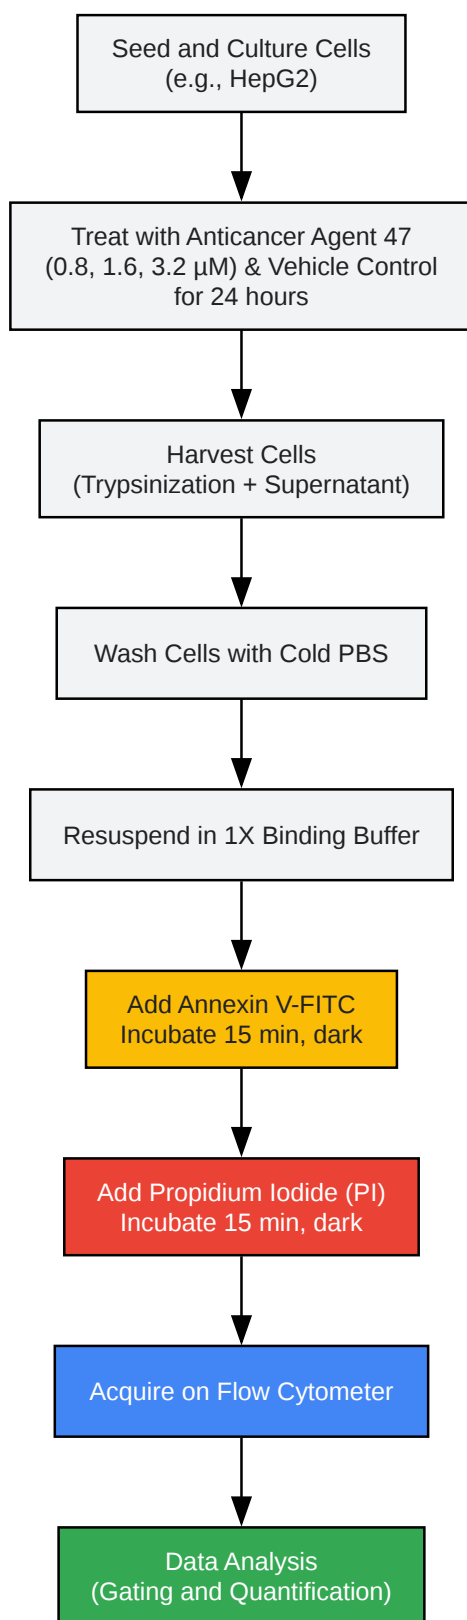 Seed and Culture Cells
(e.g., HepG2)
Treat with Anticancer Agent 47
(0.8, 1.6, 3.2 µM) & Vehicle Control
for 24 hours
Harvest Cells
(Trypsinization + Supernatant)
Wash Cells with Cold PBS
Resuspend in 1X Binding Buffer
Add Annexin V-FITC
Incubate 15 min, dark
Add Propidium Iodide (PI)
Incubate 15 min, dark
Acquire on Flow Cytometer
Data Analysis
(Gating and Quantification)